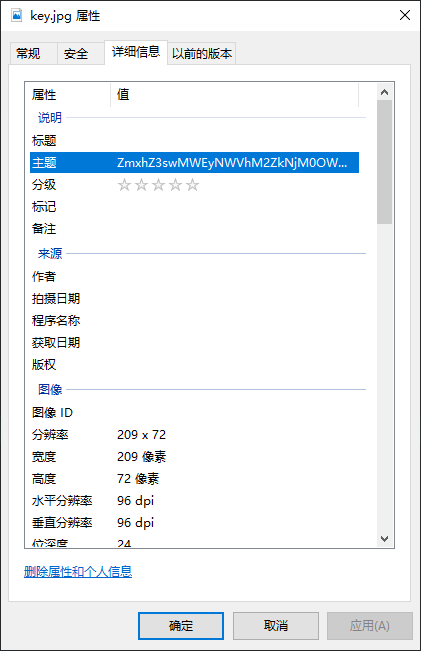 key.jpg 属性
常规 安全 详细信息 以前的版本
属性 值
说明
标题
主题 ZmxhZ3swMWEyNWVhM2ZkNjM0OW...
分级
标记
备注
来源
作者
拍摄日期
程序名称
获取日期
版权
图像
图像 ID
分辨率 209 x 72
宽度 209 像素
高度 72 像素
水平分辨率 96 dpi
垂直分辨率 96 dpi
位深度 24
删除属性和个人信息
确定 取消 应用(A)